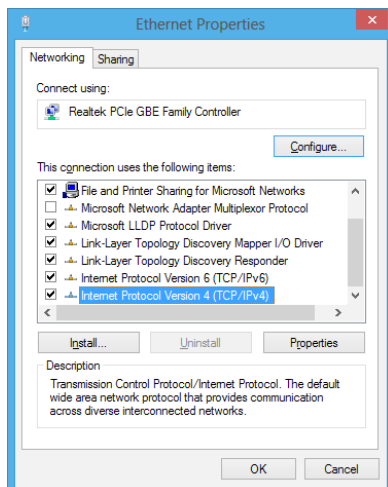 Ethernet Properties
Networking
Sharing
Connect using:
Realtek PCIe GBE Family Controller
Configure...
This connection uses the following items:
File and Printer Sharing for Microsoft Networks
Microsoft Network Adapter Multiplexor Protocol
Microsoft LLDP Protocol Driver
Link-Layer Topology Discovery Mapper I/O Driver
Link-Layer Topology Discovery Responder
Internet Protocol Version 6 (TCP/IPv6)
Internet Protocol Version 4 (TCP/IPv4)
Install...
Uninstall
Properties
Description
Transmission Control Protocol/Internet Protocol. The default
wide area network protocol that provides communication
across diverse interconnected networks.
OK
Cancel